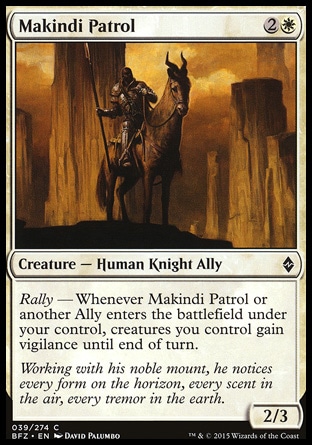 Makindi Patrol 2
Creature — Human Knight Ally
Rally — Whenever Makindi Patrol or
another Ally enters the battlefield under
your control, creatures you control gain
vigilance until end of turn.
Working with his noble mount, he notices
every form on the horizon, every scent in
the air, every tremor in the earth.
2/3
039/274 C
BFZ • EN DAVID PALUMBO
™ & © 2015 Wizards of the Coast